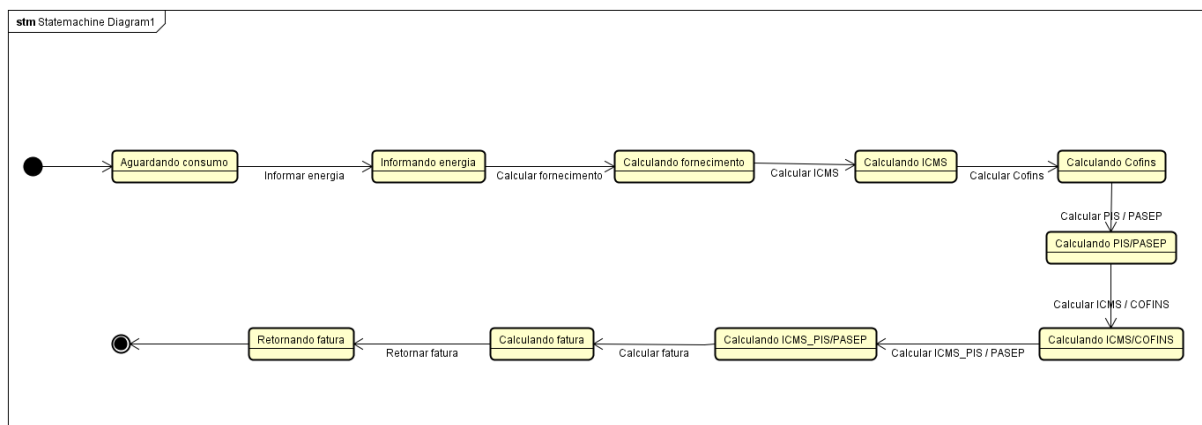 stm Statemachine Diagram1
Aguardando consumo
Informar energia
Informando energia
Calcular fornecimento
Calculando fornecimento
Calcular ICMS
Calculando ICMS
Calcular Cofins
Calculando Cofins
Calcular PIS / PASEP
Calculando PIS/PASEP
Calcular ICMS / COFINS
Calculando ICMS/COFINS
Calcular ICMS_PIS / PASEP
Calculando ICMS_PIS/PASEP
Calcular fatura
Calculando fatura
Retornar fatura
Retornando fatura